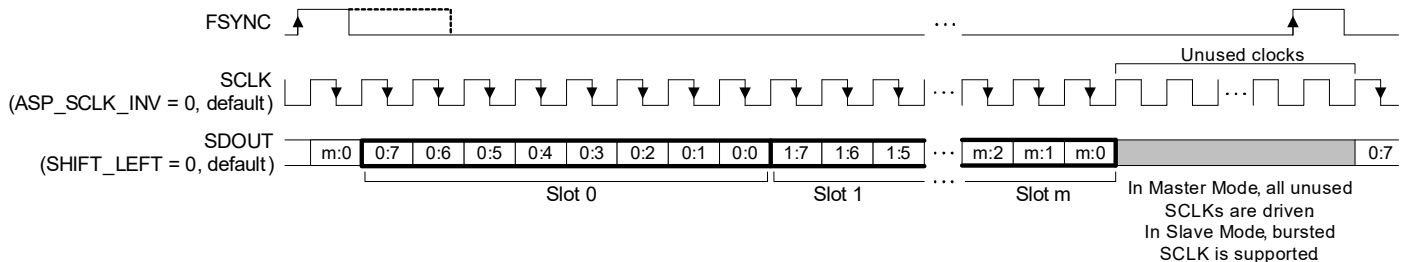 FSYNC
...
Unused clocks
SCLK
(ASP_SCLK_INV = 0, default)
... ...
SDOUT
(SHIFT_LEFT = 0, default)
m:0 0:7 0:6 0:5 0:4 0:3 0:2 0:1 0:0 1:7 1:6 1:5 ... m:2 m:1 m:0 0:7
Slot 0 Slot 1 ... Slot m
In Master Mode, all unused
SCLKs are driven
In Slave Mode, bursted
SCLK is supported